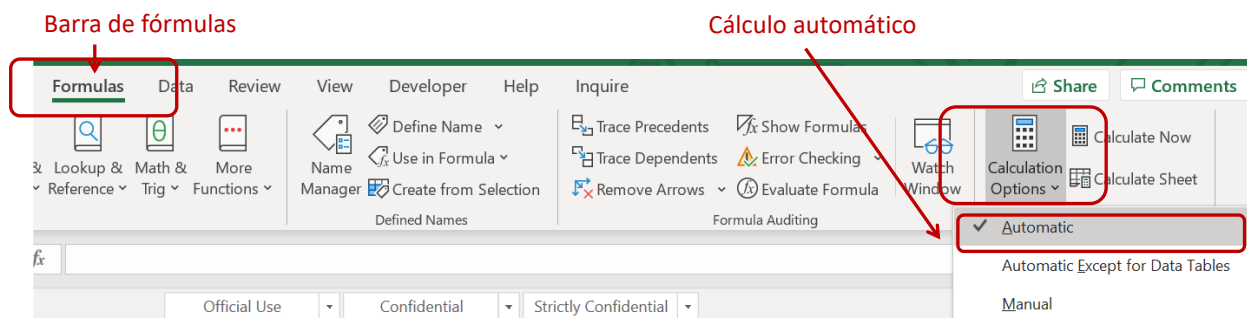 Barra de fórmulas
Cálculo automático
Formulas Data Review View Developer Help Inquire Share Comments
Define Name Trace Precedents fx Show Formulas Calculate Now
& Lookup & Math & More Name Use in Formula Trace Dependents Error Checking Watch Calculation
Reference Trig Functions Manager Create from Selection Remove Arrows Evaluate Formula Window Options Calculate Sheet
Defined Names Formula Auditing
Automatic
fx
Automatic Except for Data Tables
Official Use Confidential Strictly Confidential Manual